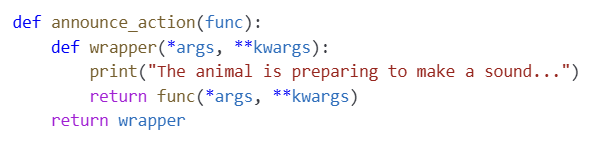 def announce_action(func):
    def wrapper(*args, **kwargs):
        print("The animal is preparing to make a sound...")
        return func(*args, **kwargs)
    return wrapper